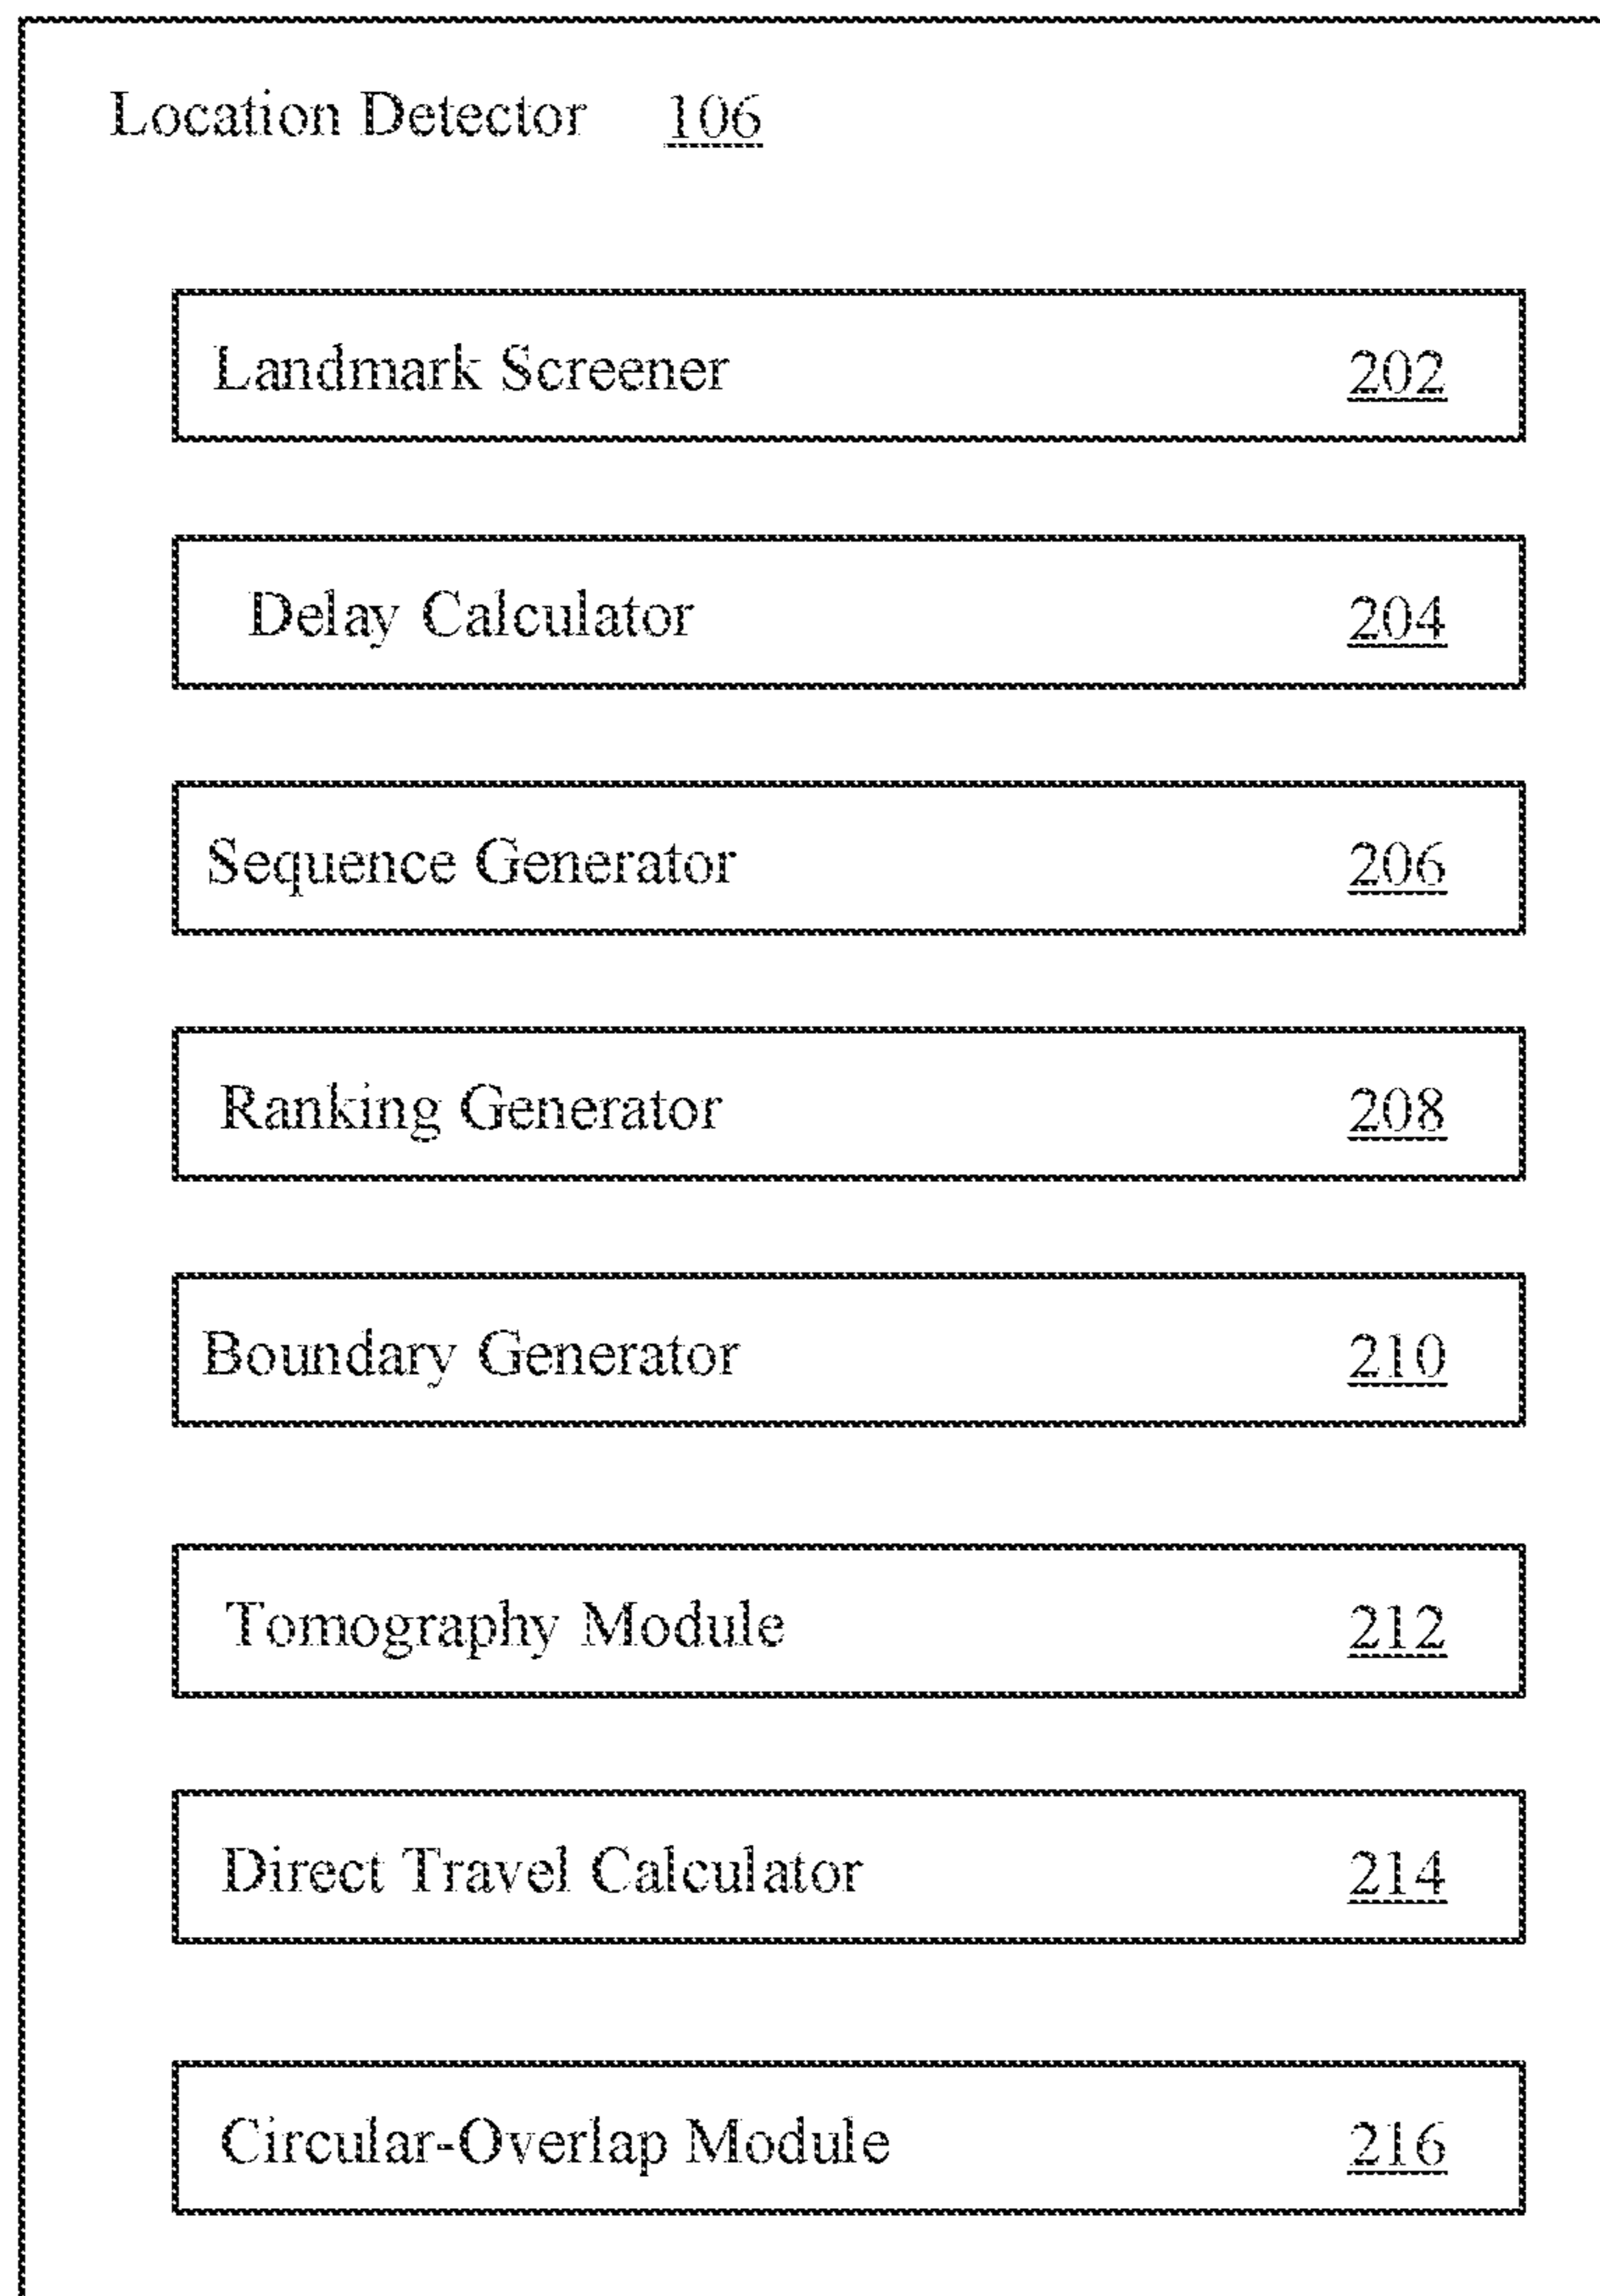 Location Detector 106
Landmark Screener 202
Delay Calculator 204
Sequence Generator 206
Ranking Generator 208
Boundary Generator 210
Tomography Module 212
Direct Travel Calculator 214
Circular-Overlap Module 216